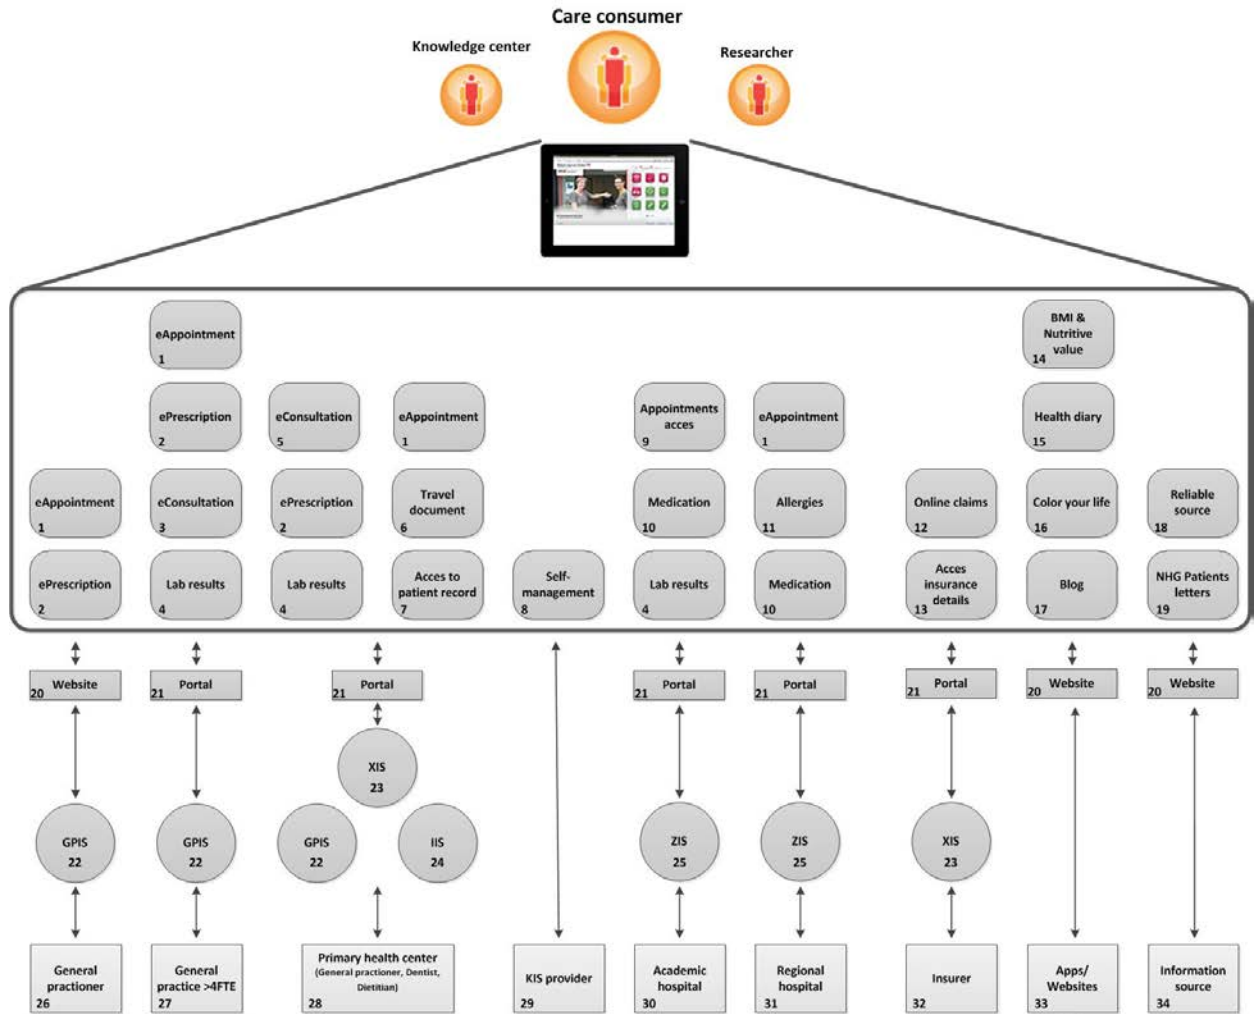 Care consumer
Knowledge center
Researcher
eAppointment
1
BMI &
Nutritive
value
14
ePrescription
2
eConsultation
5
eAppointment
1
Appointments
acces
9
eAppointment
1
Health diary
15
eAppointment
1
eConsultation
3
ePrescription
2
Travel
document
6
Medication
10
Allergies
11
Online claims
12
Color your life
16
Reliable
source
18
ePrescription
2
Lab results
4
Lab results
4
Acces to
patient record
7
Self-
management
8
Lab results
4
Medication
10
Acces
insurance
details
13
Blog
17
NHG Patients
letters
19
Website
20
Portal
21
Portal
21
Portal
21
Portal
21
Portal
21
Website
20
Website
20
XIS
23
GPIS
22
GPIS
22
GPIS
22
IIS
24
ZIS
25
ZIS
25
XIS
23
General
practioner
26
General
practice >4FTE
27
Primary health center
(General practioner, Dentist,
Dietitian)
28
KIS provider
29
Academic
hospital
30
Regional
hospital
31
Insurer
32
Apps/
Websites
33
Information
source
34